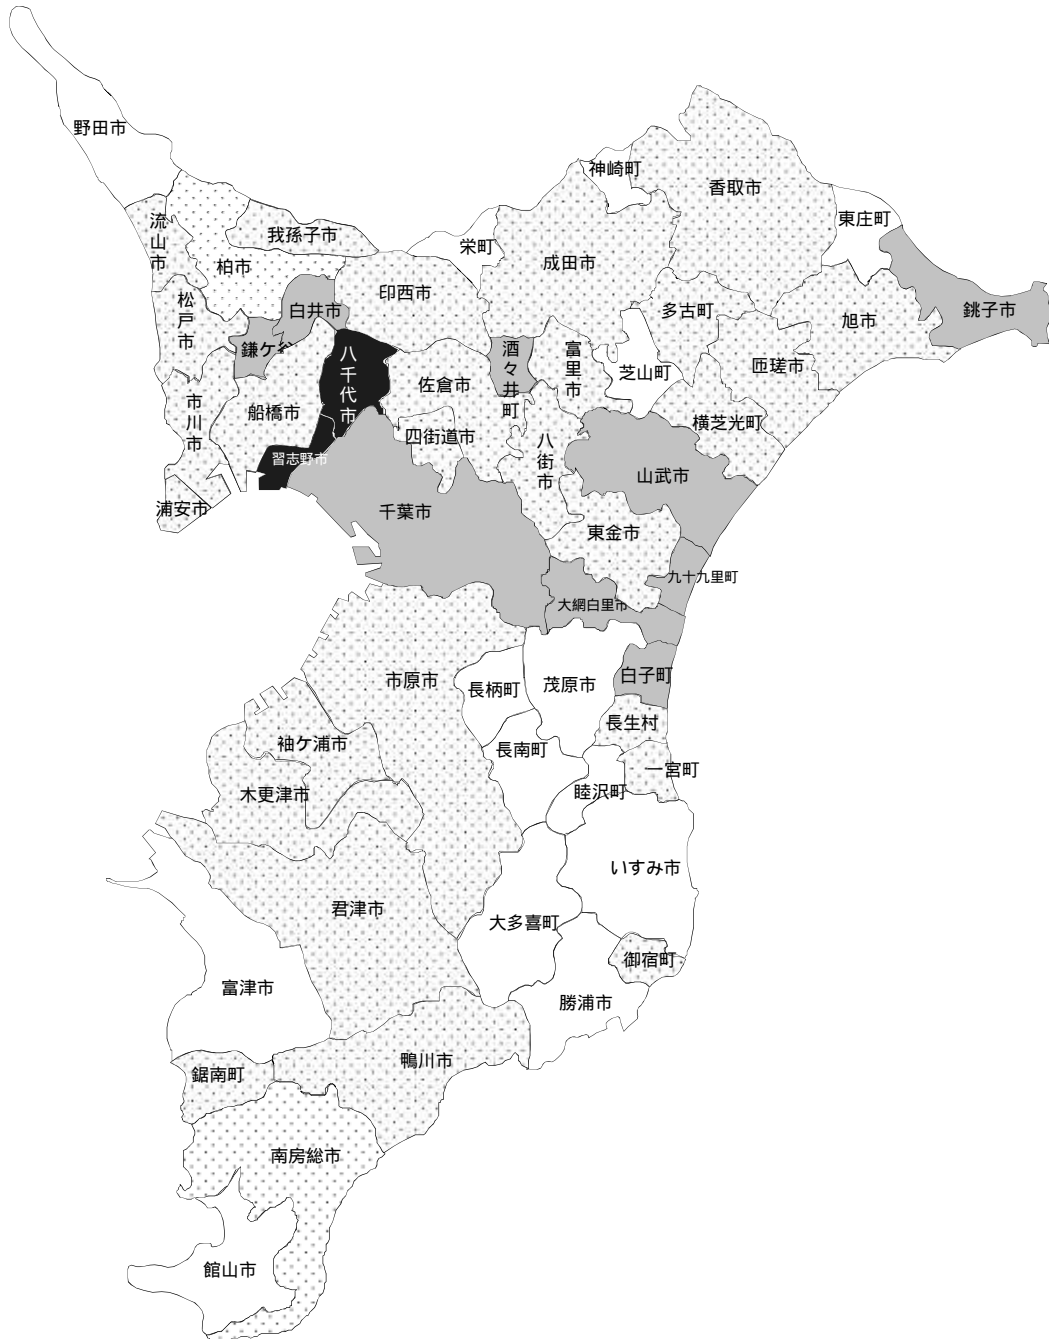 野田市
神崎町
香取市
東庄町
流山市
我孫子市
栄町
成田市
柏市
印西市
松戸市
白井市
多古町
旭市
銚子市
鎌ケ谷
八千代市
酒々井町
富里市
芝山町
匝瑳市
佐倉市
市川市
船橋市
四街道市
横芝光町
八街市
習志野市
山武市
浦安市
千葉市
東金市
九十九里町
大網白里市
市原市
長柄町
茂原市
白子町
長生村
袖ケ浦市
長南町
一宮町
木更津市
睦沢町
いすみ市
君津市
大多喜町
御宿町
富津市
勝浦市
鴨川市
鋸南町
南房総市
館山市